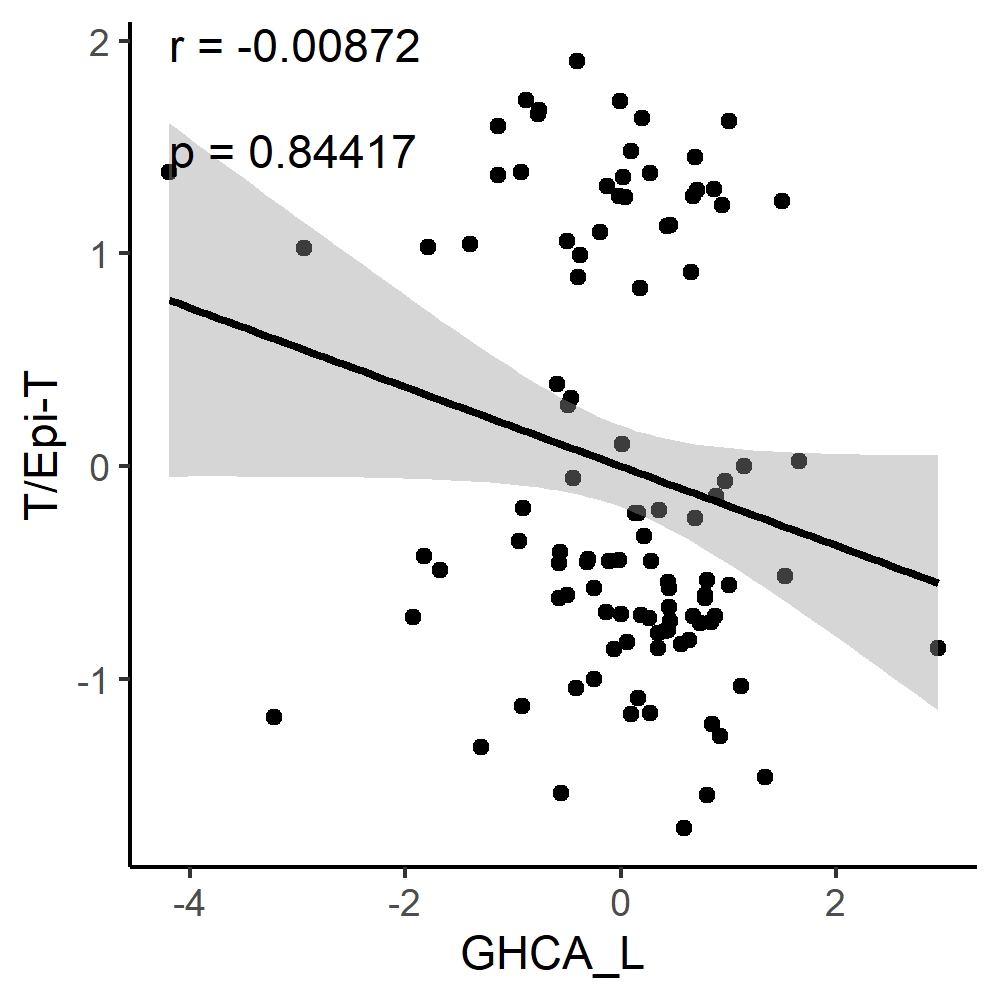 r = -0.00872
p = 0.84417
2
1
0
-1
T/Epi-T
-4
-2
0
2
GHCA_L